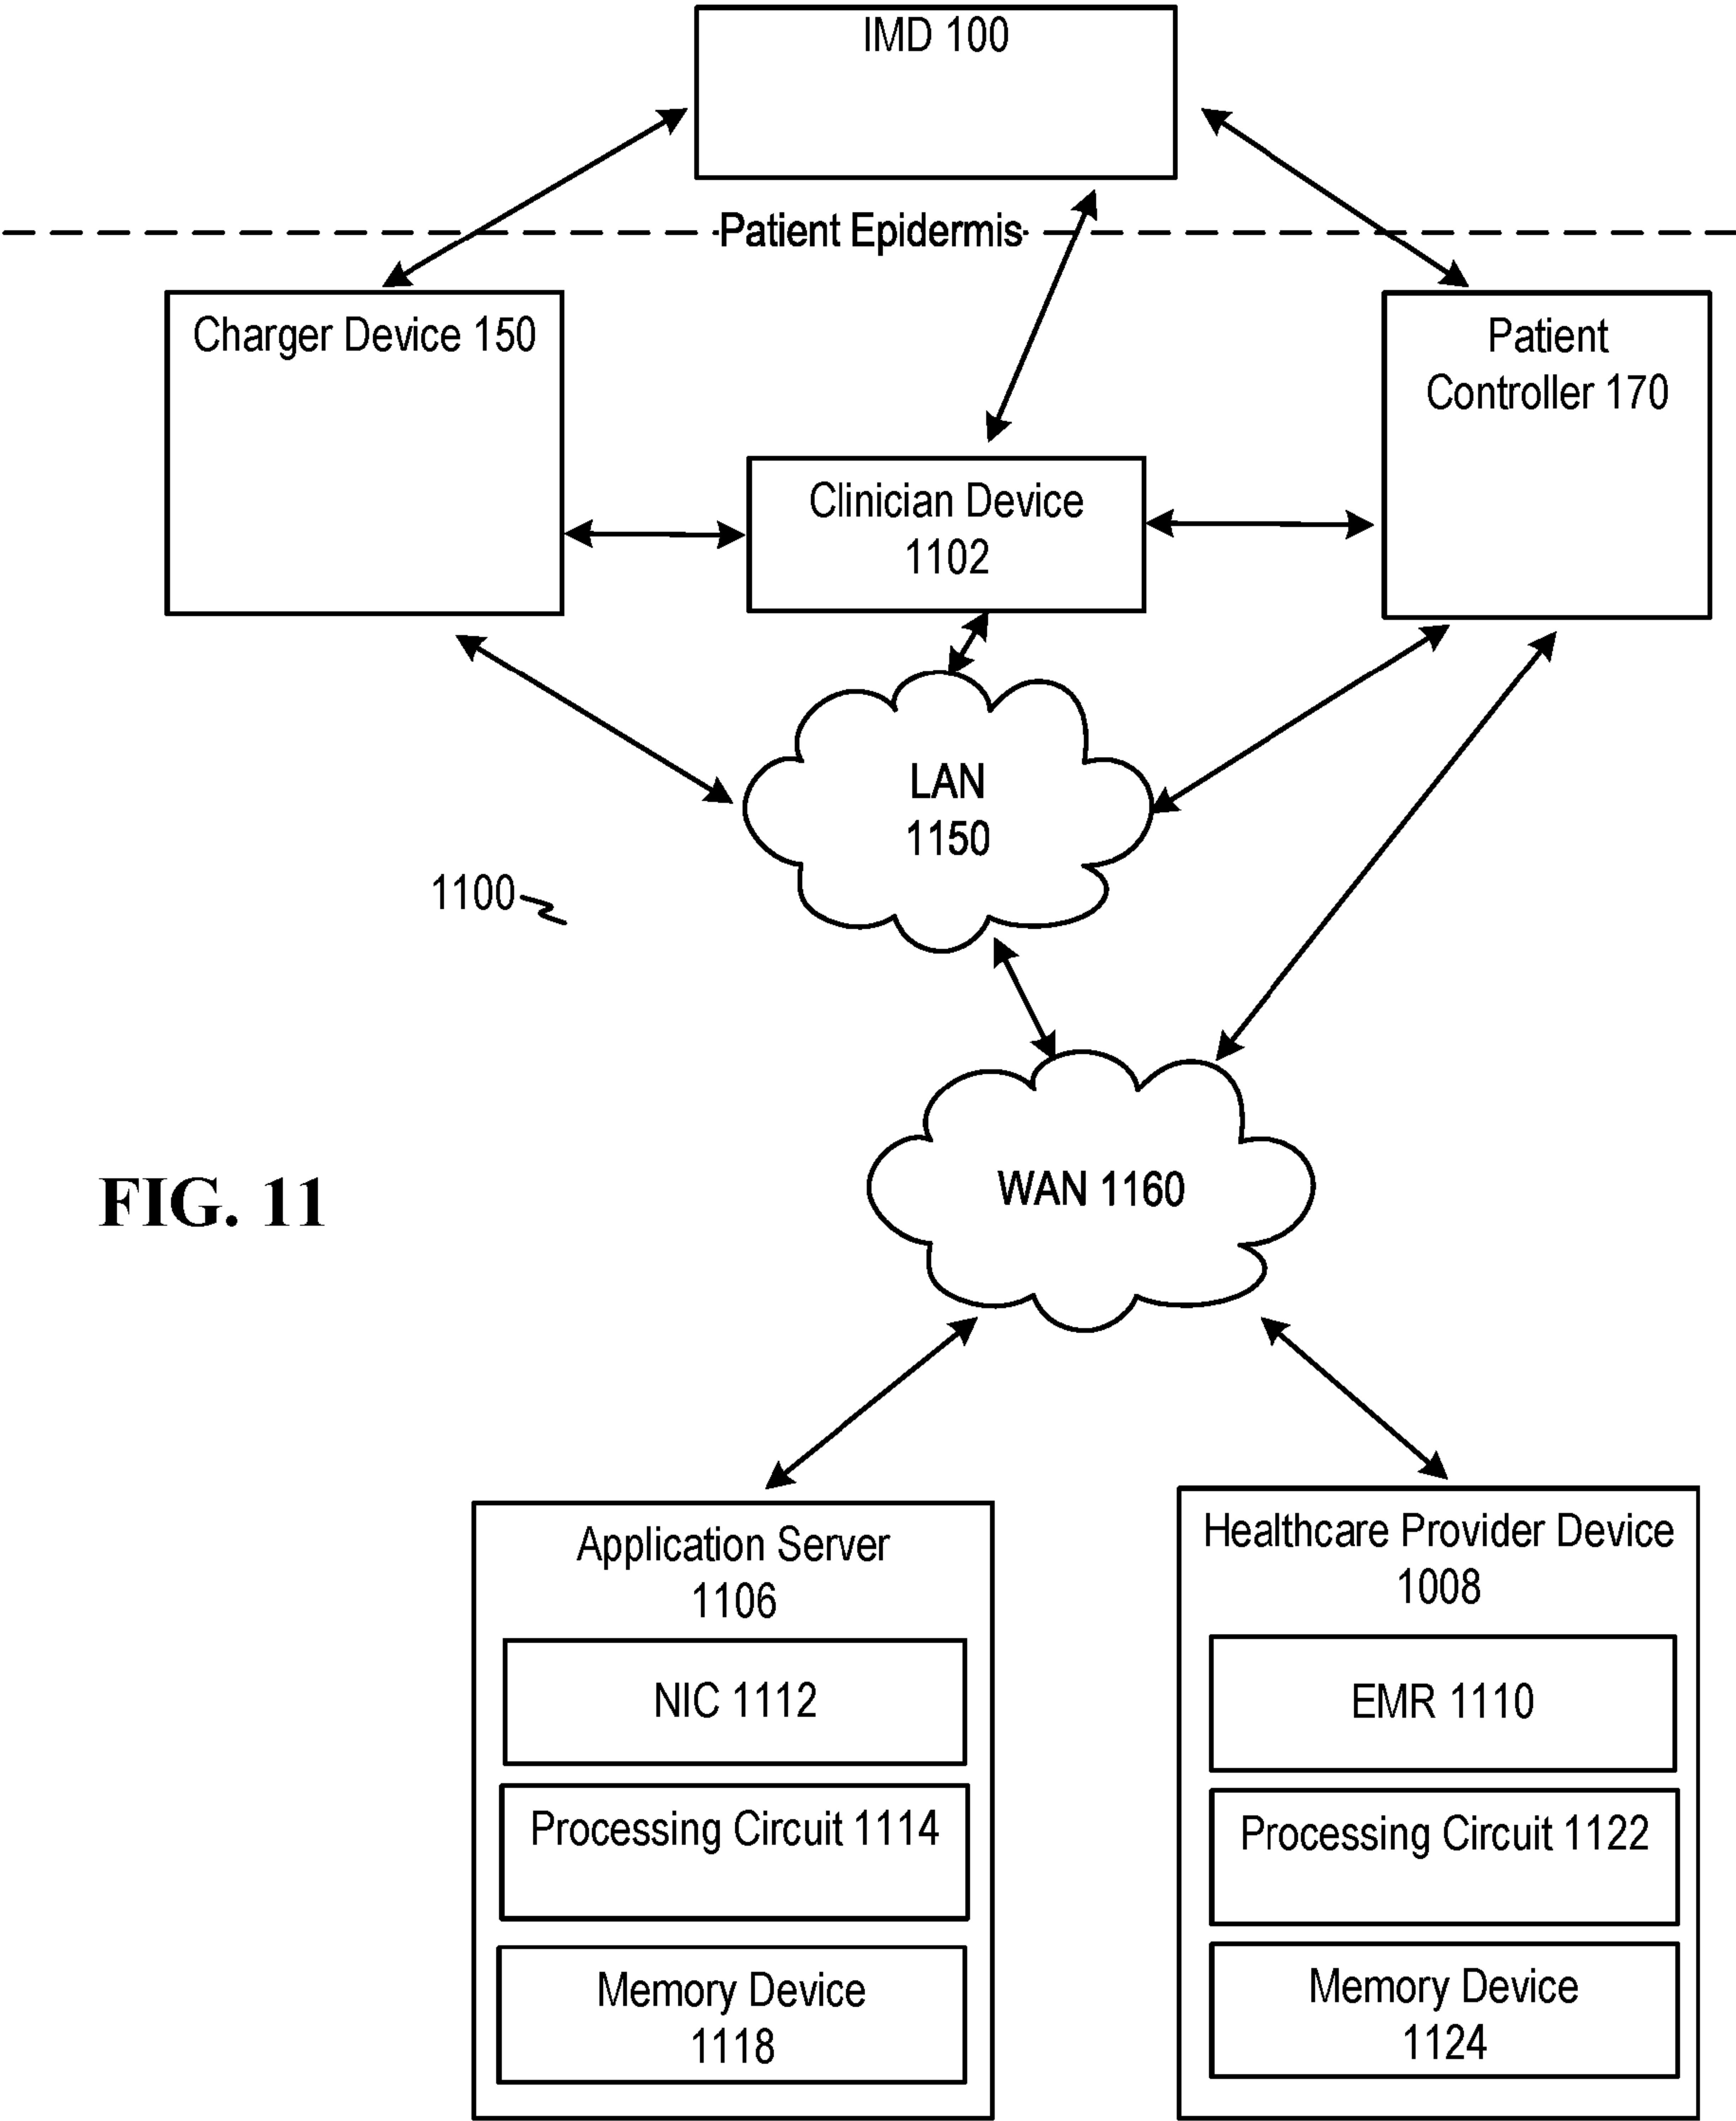 IMD 100
Patient Epidermis
Charger Device 150
Patient
Controller 170
Clinician Device
1102
LAN
1150
1100
WAN 1160
FIG. 11
Application Server
1106
NIC 1112
Processing Circuit 1114
Memory Device
1118
Healthcare Provider Device
1008
EMR 1110
Processing Circuit 1122
Memory Device
1124